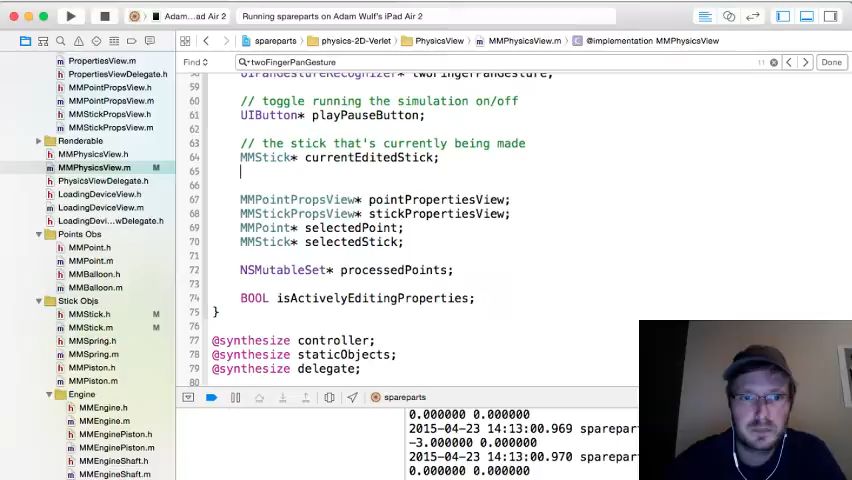 Adam...ad Air 2
Running spareparts on Adam Wulf's iPad Air 2
spareparts
physics-2D-Verlet
PhysicsView
MMPhysicsView.m
@implementation MMPhysicsView
Find
twoFingerPanGesture
11
Done
PropertiesView.m
PropertiesViewDelegate.h
MMPointPropsView.h
MMPointPropsView.m
MMStickPropsView.h
MMStickPropsView.m
Renderable
MMPhysicsView.h
MMPhysicsView.m M
PhysicsViewDelegate.h
LoadingDeviceView.h
LoadingDeviceView.m
LoadingDevi...wDelegate.h
Points Obs
MMPoint.h
MMPoint.m
MMBalloon.h
MMBalloon.m
Stick Objs
MMStick.h M
MMStick.m M
MMSpring.h
MMSpring.m
MMPiston.h
MMPiston.m
Engine
MMEngine.h
MMEngine.m
MMEnginePiston.h
MMEnginePiston.m
MMEngineShaft.h
MMEngineShaft.m
58 UIPanGestureRecognizer* twoFingerPanGesture;
59
60 // toggle running the simulation on/off
61 UIButton* playPauseButton;
62
63 // the stick that's currently being made
64 MMStick* currentEditedStick;
65
66
67 MMPointPropsView* pointPropertiesView;
68 MMStickPropsView* stickPropertiesView;
69 MMPoint* selectedPoint;
70 MMStick* selectedStick;
71
72 NSMutableSet* processedPoints;
73
74 BOOL isActivelyEditingProperties;
75 }
76
77 @synthesize controller;
78 @synthesize staticObjects;
79 @synthesize delegate;
80
spareparts
0.000000 0.000000
2015-04-23 14:13:00.969 sparepart
-3.000000 0.000000
2015-04-23 14:13:00.970 sparepart
0.000000 0.000000